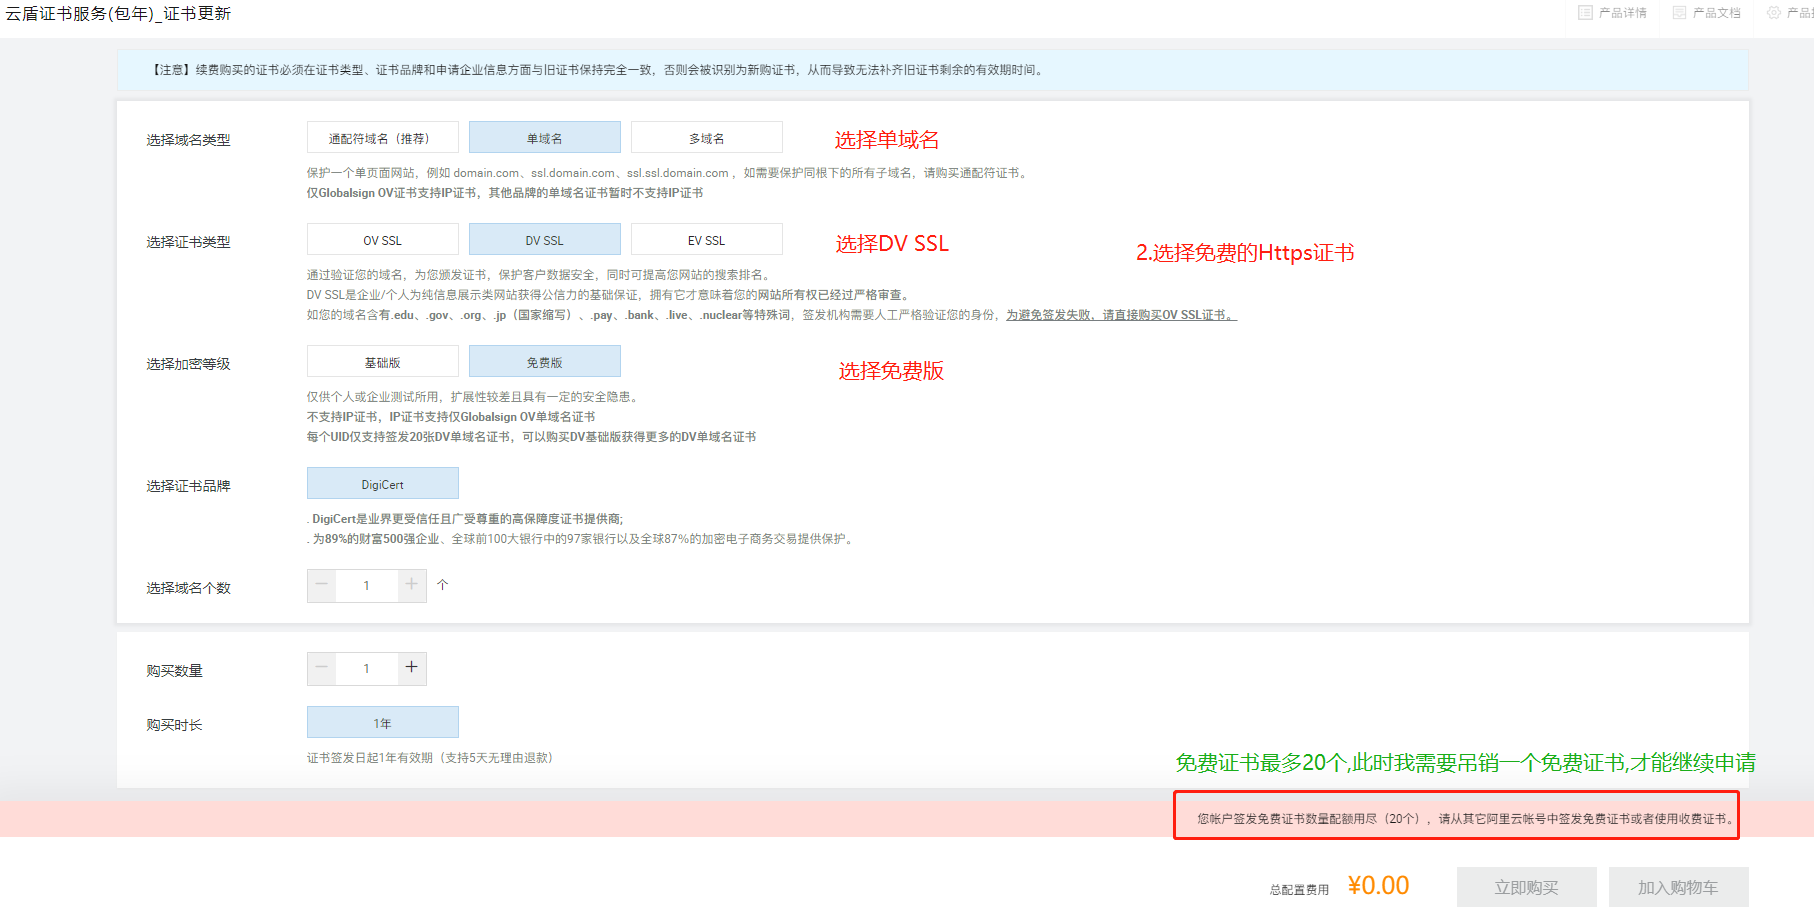 云盾证书服务(包年)_证书更新
产品详情
产品文档
【注意】续费购买的证书必须在证书类型、证书品牌和申请企业信息方面与旧证书保持完全一致，否则会被识别为新购证书，从而导致无法补齐旧证书剩余的有效期时间。
选择域名类型
通配符域名（推荐）
单域名
多域名
选择单域名
保护一个单页面网站，例如 domain.com、ssl.domain.com、ssl.ssl.domain.com ，如需要保护同根下的所有子域名，请购买通配符证书。
仅Globalsign OV证书支持IP证书，其他品牌的单域名证书暂时不支持IP证书
选择证书类型
OV SSL
DV SSL
EV SSL
选择DV SSL
2.选择免费的Https证书
通过验证您的域名，为您颁发证书，保护客户数据安全，同时可提高您网站的搜索排名。
DV SSL是企业/个人为纯信息展示类网站获得公信力的基础保证，拥有它才意味着您的网站所有权已经过严格审查。
如您的域名含有.edu、.gov、.org、.jp（国家缩写）、.pay、.bank、.live、.nuclear等特殊词，签发机构需要人工严格验证您的身份，为避免签发失败，请直接购买OV SSL证书。
选择加密等级
基础版
免费版
选择免费版
仅供个人或企业测试所用，扩展性较差且具有一定的安全隐患。
不支持IP证书，IP证书支持仅Globalsign OV单域名证书
每个UID仅支持签发20张DV单域名证书，可以购买DV基础版获得更多的DV单域名证书
选择证书品牌
DigiCert
. DigiCert是业界更受信任且广受尊重的高保障度证书提供商;
. 为89%的财富500强企业、全球前100大银行中的97家银行以及全球87%的加密电子商务交易提供保护。
选择域名个数
1
个
购买数量
1
购买时长
1年
证书签发日起1年有效期（支持5天无理由退款）
免费证书最多20个,此时我需要吊销一个免费证书,才能继续申请
您帐户签发免费证书数量配额用尽（20个），请从其它阿里云帐号中签发免费证书或者使用收费证书。
总配置费用
¥0.00
立即购买
加入购物车